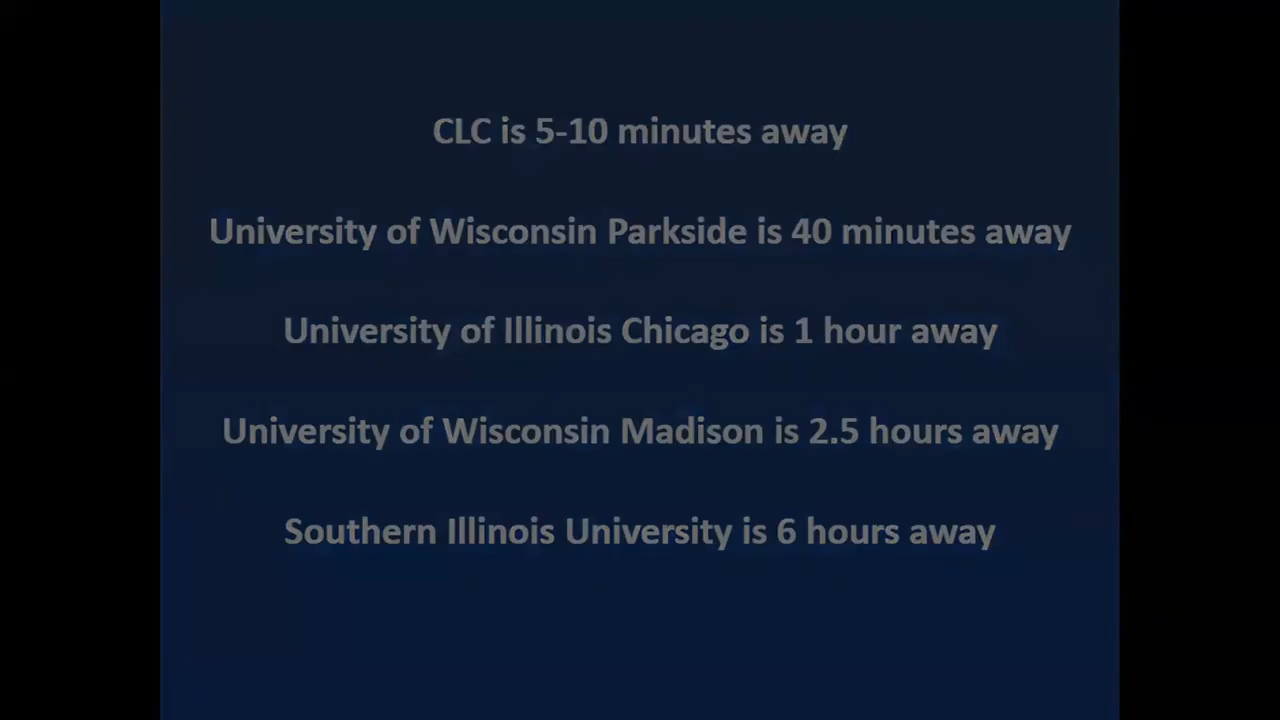 CLC is 5-10 minutes away
University of Wisconsin Parkside is 40 minutes away
University of Illinois Chicago is 1 hour away
University of Wisconsin Madison is 2.5 hours away
Southern Illinois University is 6 hours away